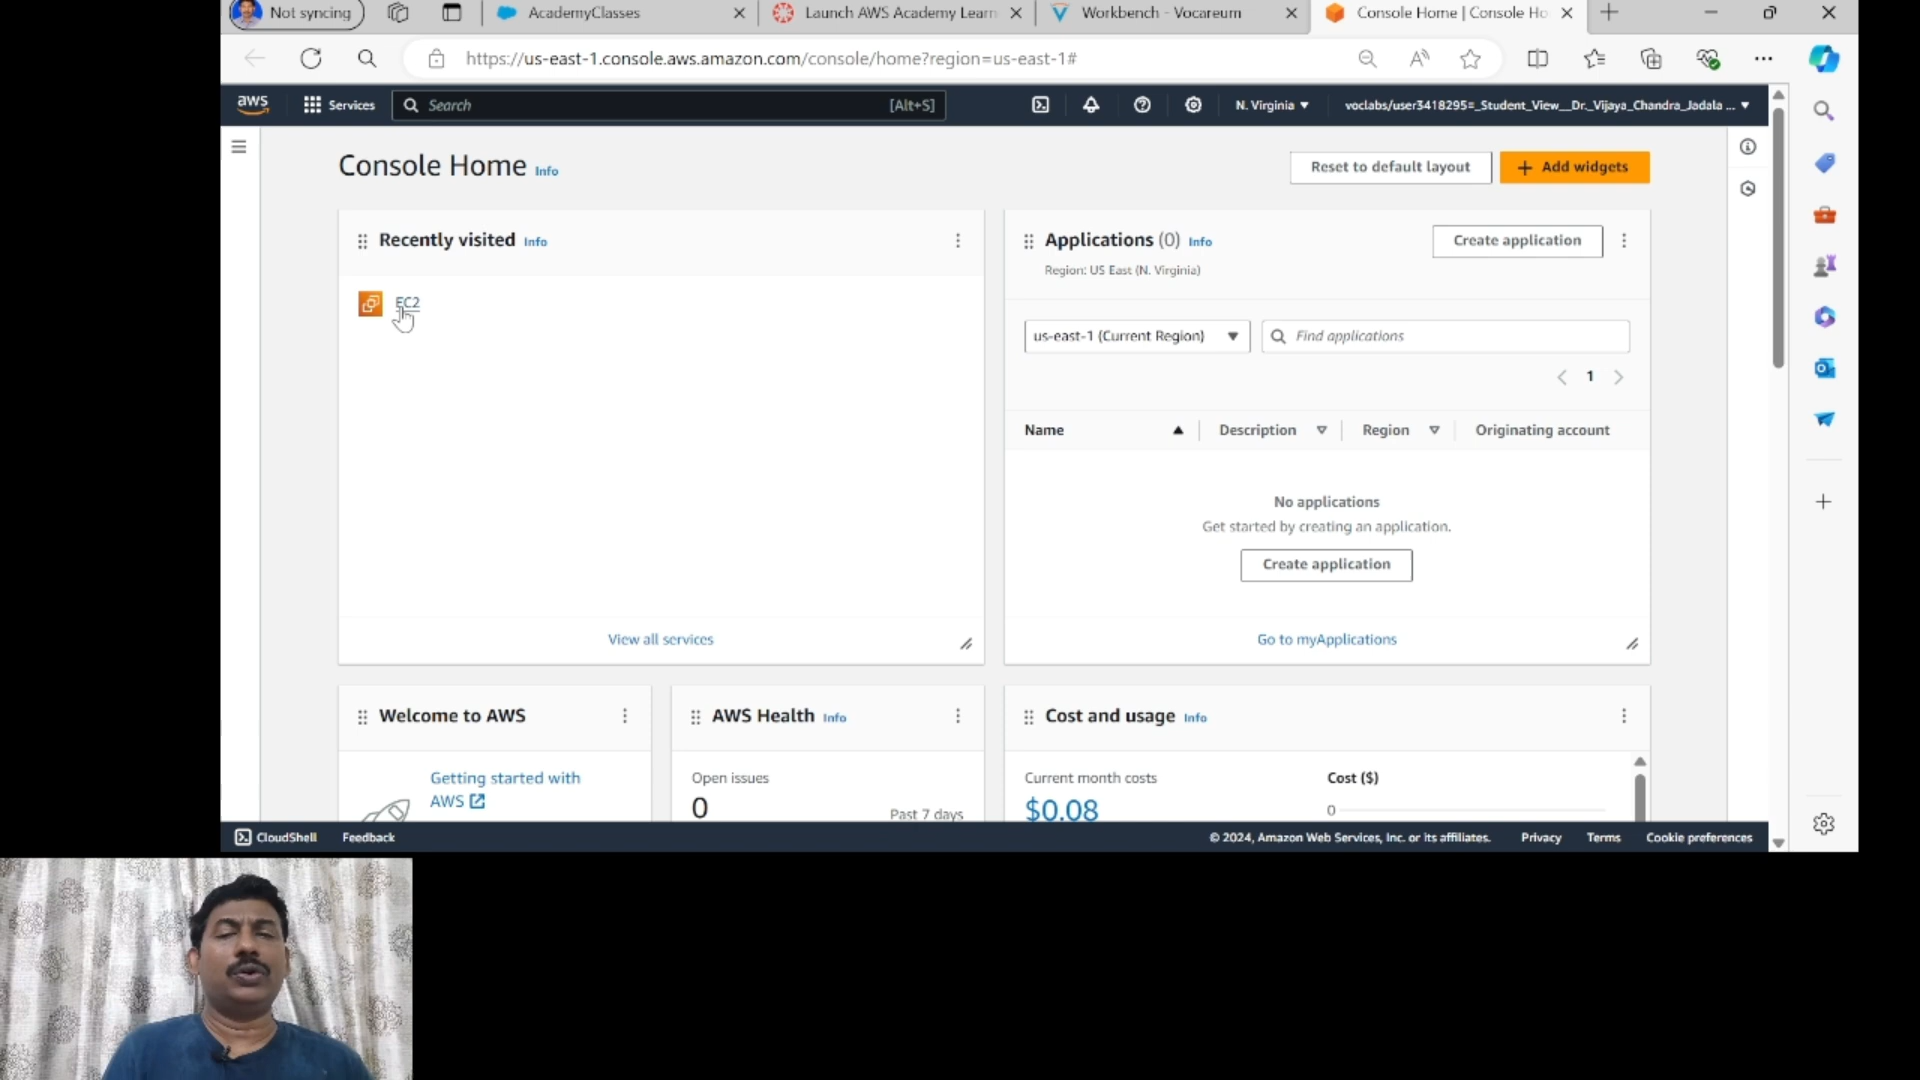 Not syncing
AcademyClasses
Launch AWS Academy Learn
Workbench - Vocareum
Console Home | Console Ho
https://us-east-1.console.aws.amazon.com/console/home?region=us-east-1#
aws
Services
Search
[Alt+S]
N. Virginia
voclabs/user3418295=_Student_View__Dr._Vijaya_Chandra_Jadala ...
Console Home Info
Reset to default layout
Add widgets
Recently visited Info
EC2
View all services
Applications (0) Info
Region: US East (N. Virginia)
Create application
us-east-1 (Current Region)
Find applications
1
Name
Description
Region
Originating account
No applications
Get started by creating an application.
Create application
Go to myApplications
Welcome to AWS
Getting started with
AWS
AWS Health Info
Open issues
0
Past 7 days
Cost and usage Info
Current month costs
$0.08
Cost ($)
0
CloudShell
Feedback
© 2024, Amazon Web Services, Inc. or its affiliates.
Privacy
Terms
Cookie preferences